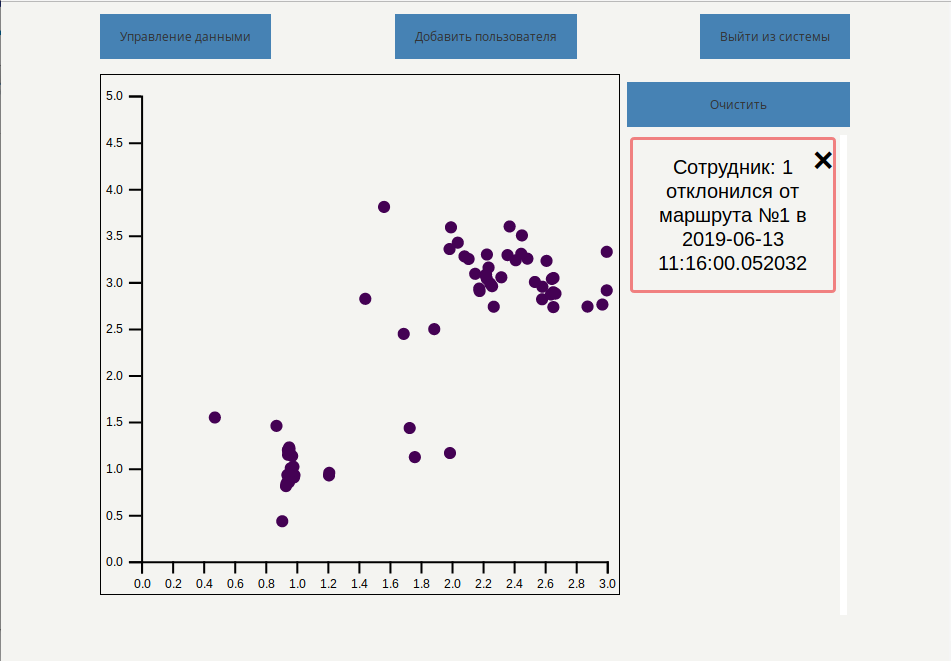 Управление данными
Добавить пользователя
Выйти из системы
Очистить
Сотрудник: 1
отклонился от
маршрута №1 в
2019-06-13
11:16:00.052032
5.0
4.5
4.0
3.5
3.0
2.5
2.0
1.5
1.0
0.5
0.0
0.0 0.2 0.4 0.6 0.8 1.0 1.2 1.4 1.6 1.8 2.0 2.2 2.4 2.6 2.8 3.0